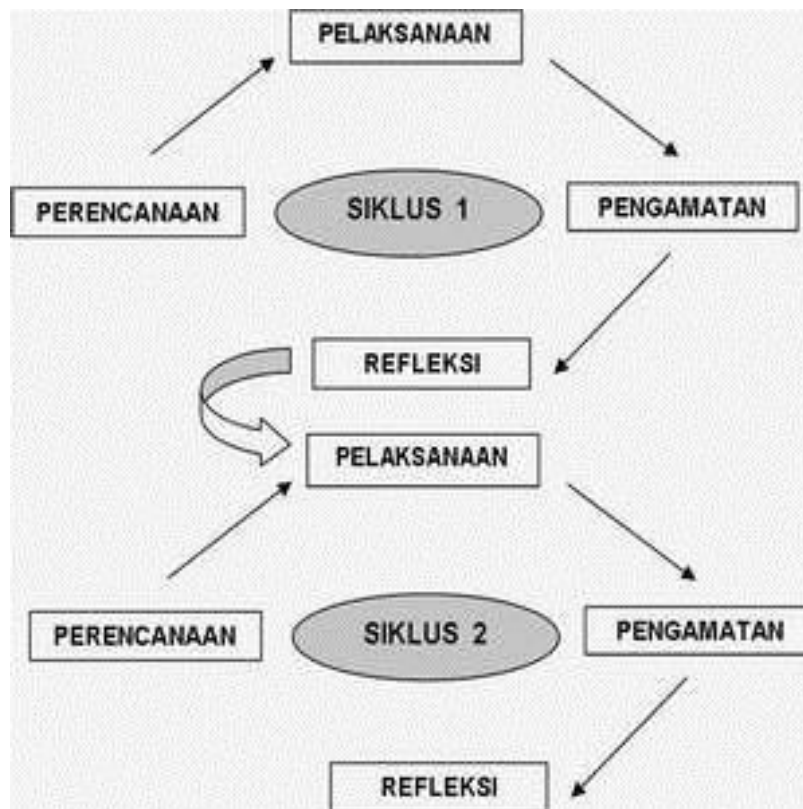 PELAKSANAAN
PERENCANAAN
SIKLUS 1
PENGAMATAN
REFLEKSI
PELAKSANAAN
PERENCANAAN
SIKLUS 2
PENGAMATAN
REFLEKSI